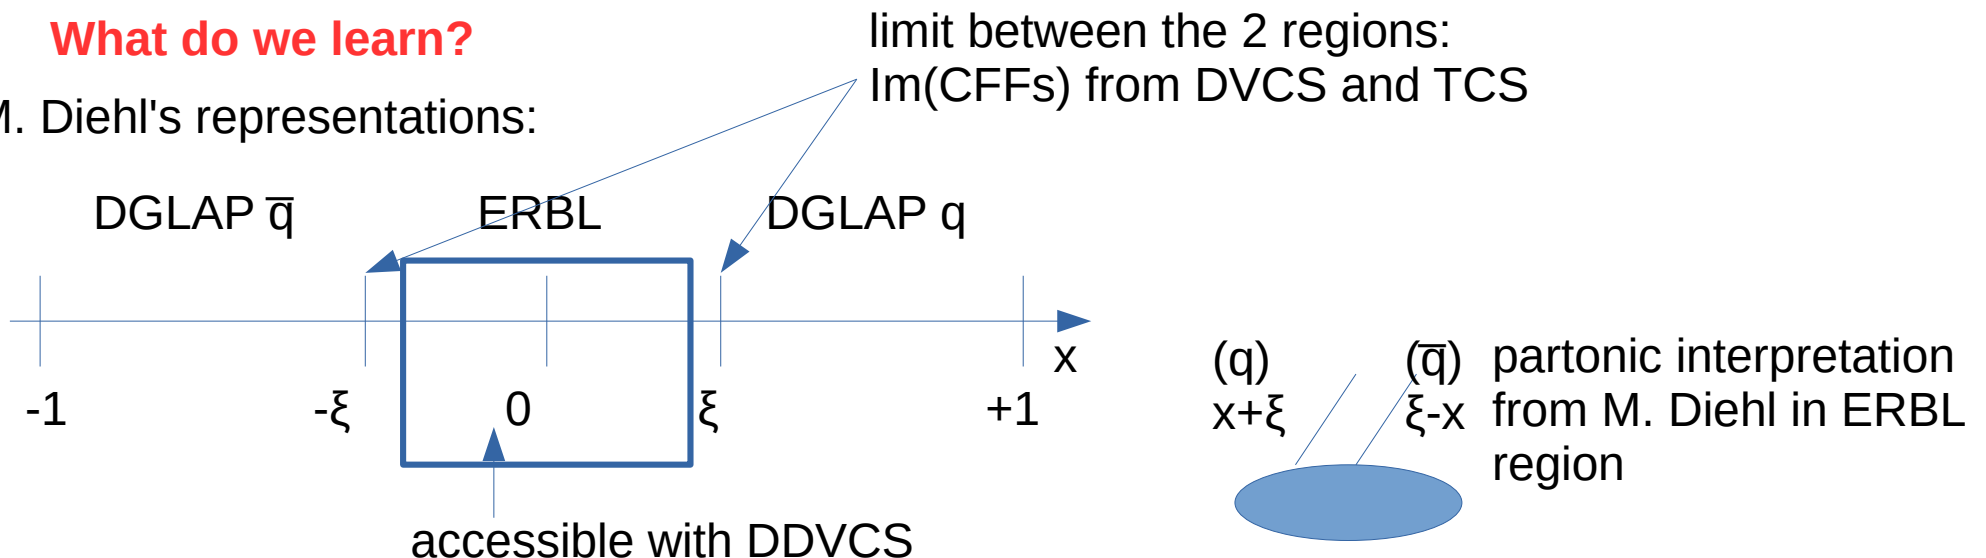 What do we learn?
limit between the 2 regions:
Im(CFFs) from DVCS and TCS
M. Diehl's representations:
DGLAP q̅ ERBL DGLAP q
x
-1 -ξ 0 ξ +1
accessible with DDVCS
(q) (q̅)
x+ξ ξ-x
partonic interpretation
from M. Diehl in ERBL
region